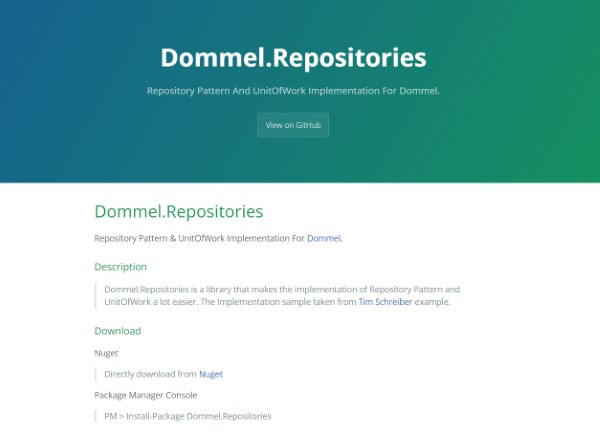 Dommel.Repositories
Repository Pattern And UnitOfWork Implementation For Dommel.
View on GitHub
Dommel.Repositories
Repository Pattern & UnitOfWork Implementation For Dommel.
Description
Dommel.Repositories is a library that makes the implementation of Repository Pattern and
UnitOfWork a lot easier. The Implementation sample taken from Tim Schreiber example.
Download
Nuget
Directly download from Nuget
Package Manager Console
PM > Install-Package Dommel.Repositories